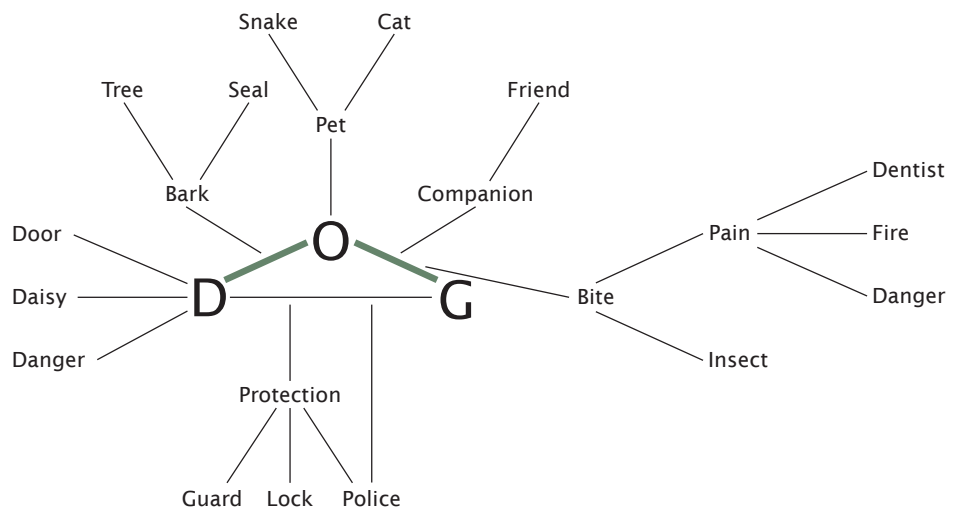 Snake
Cat
Tree
Seal
Friend
Pet
Dentist
Bark
Companion
Door
O
Pain
Fire
Daisy
D
G
Bite
Danger
Danger
Insect
Protection
Guard
Lock
Police